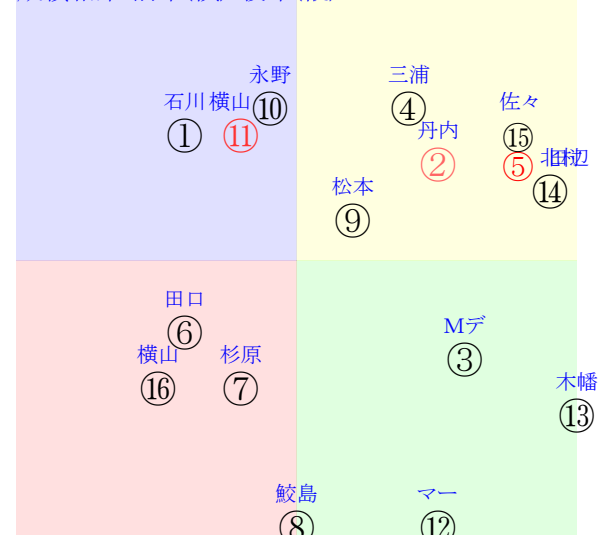 永野
三浦
石川 横山 ⑩ ④ 佐々
① ⑪ 丹内 ⑮
② ⑤
松本 ⑭
⑨
田口
⑥ Mデ
横山 杉原 ③
⑯ ⑦ 木幡
⑬
鮫島 マー
⑧ ⑫